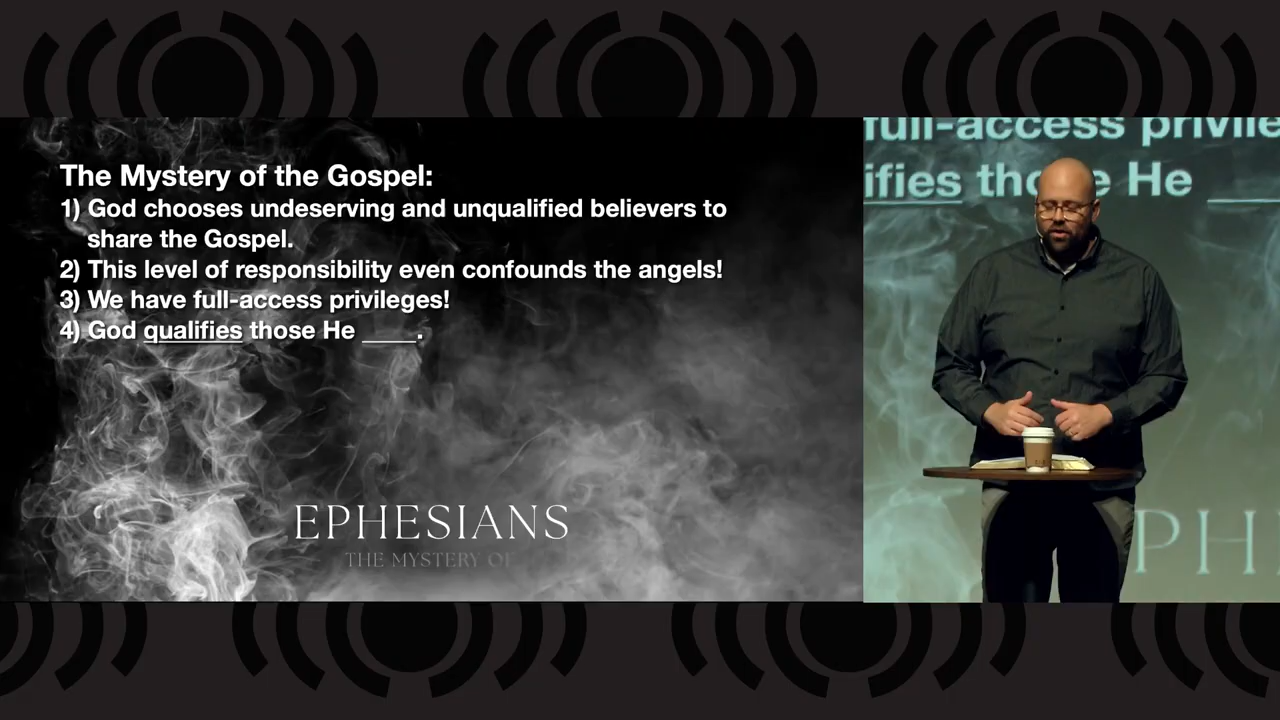 The Mystery of the Gospel:
1) God chooses undeserving and unqualified believers to
share the Gospel.
2) This level of responsibility even confounds the angels!
3) We have full-access privileges!
4) God qualifies those He ____.
EPHESIANS
THE MYSTERY OF
full-access privile
ifies those He ____
PH